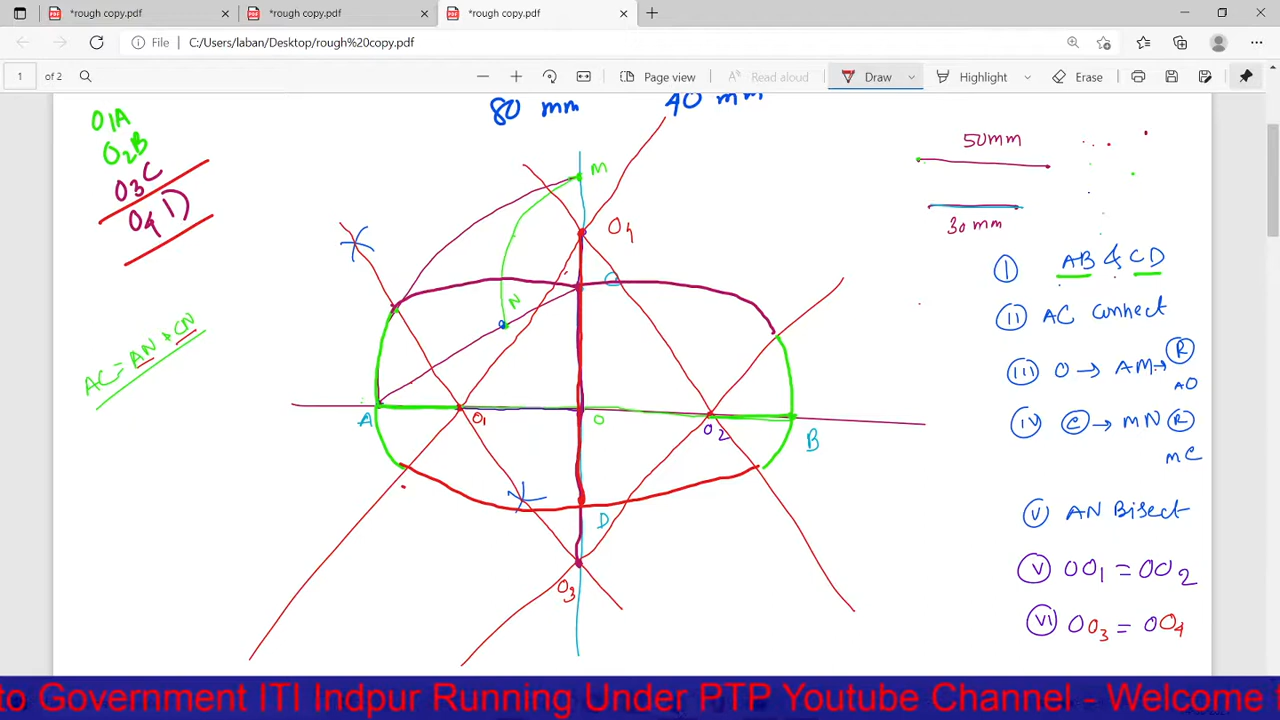 *rough copy.pdf
*rough copy.pdf
*rough copy.pdf
File
C:/Users/laban/Desktop/rough%20copy.pdf
1
of 2
Page view
Read aloud
Draw
Highlight
Erase
80 mm
40 mm
O1A
O2B
O3C
O4D
AC=AN+CN
M
O4
C
N
A
O1
O
O2
B
D
O3
50mm
30mm
I AB & CD
II AC Connect
III O → AM→ R
AO
IV C → MN R
MC
V AN Bisect
V OO1 = OO2
VI OO3 = OO4
to Government ITI Indpur Running Under PTP Youtube Channel - Welcome